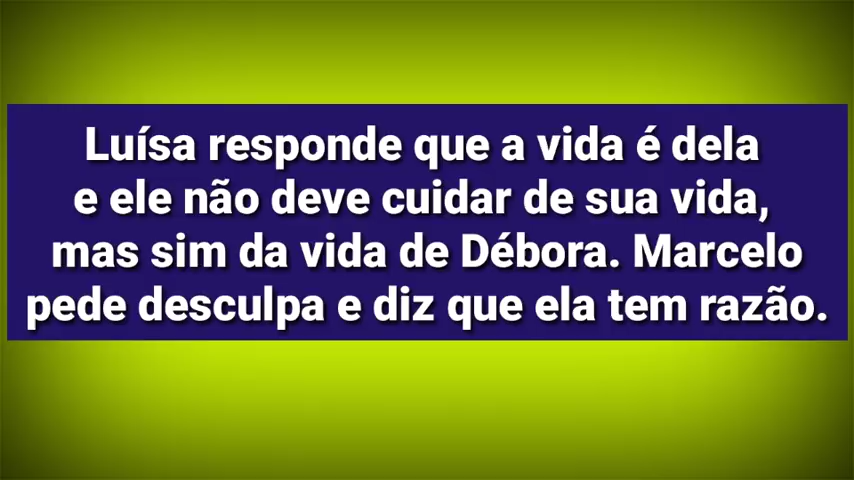 Luísa responde que a vida é dela
e ele não deve cuidar de sua vida,
mas sim da vida de Débora. Marcelo
pede desculpa e diz que ela tem razão.